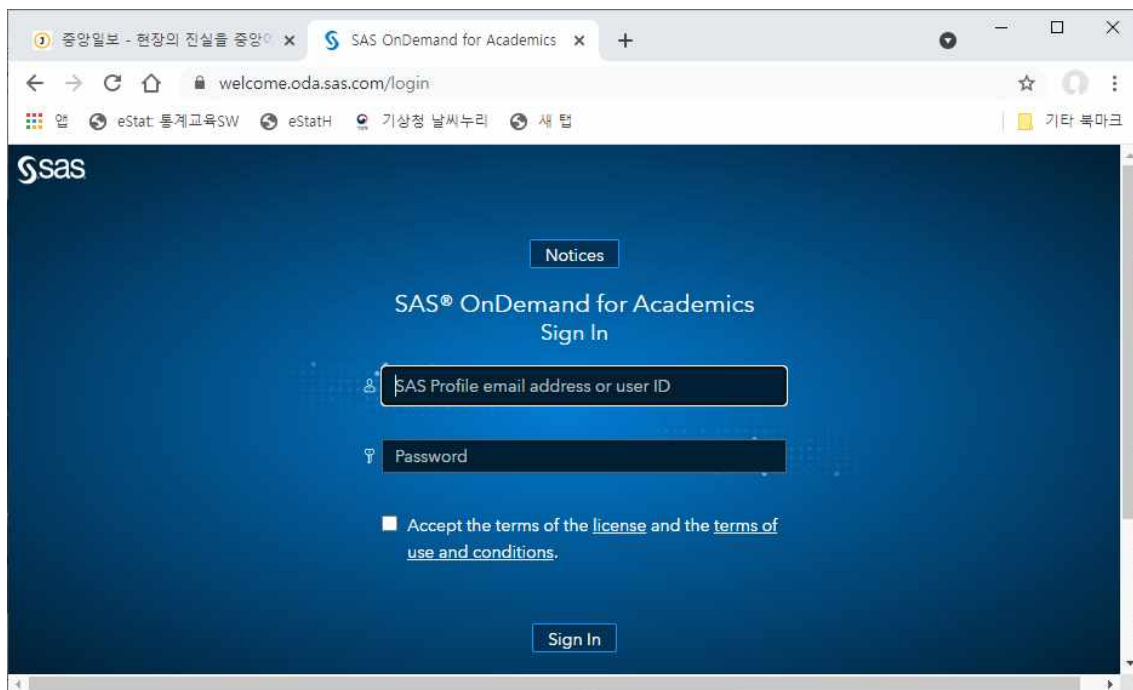 중앙일보 - 현장의 진실을 중앙
SAS OnDemand for Academics
welcome.oda.sas.com/login
앱 eStat: 통계교육SW eStatH 기상청 날씨누리 새 탭 기타 북마크
sas
Notices
SAS® OnDemand for Academics
Sign In
SAS Profile email address or user ID
Password
Accept the terms of the license and the terms of
use and conditions.
Sign In